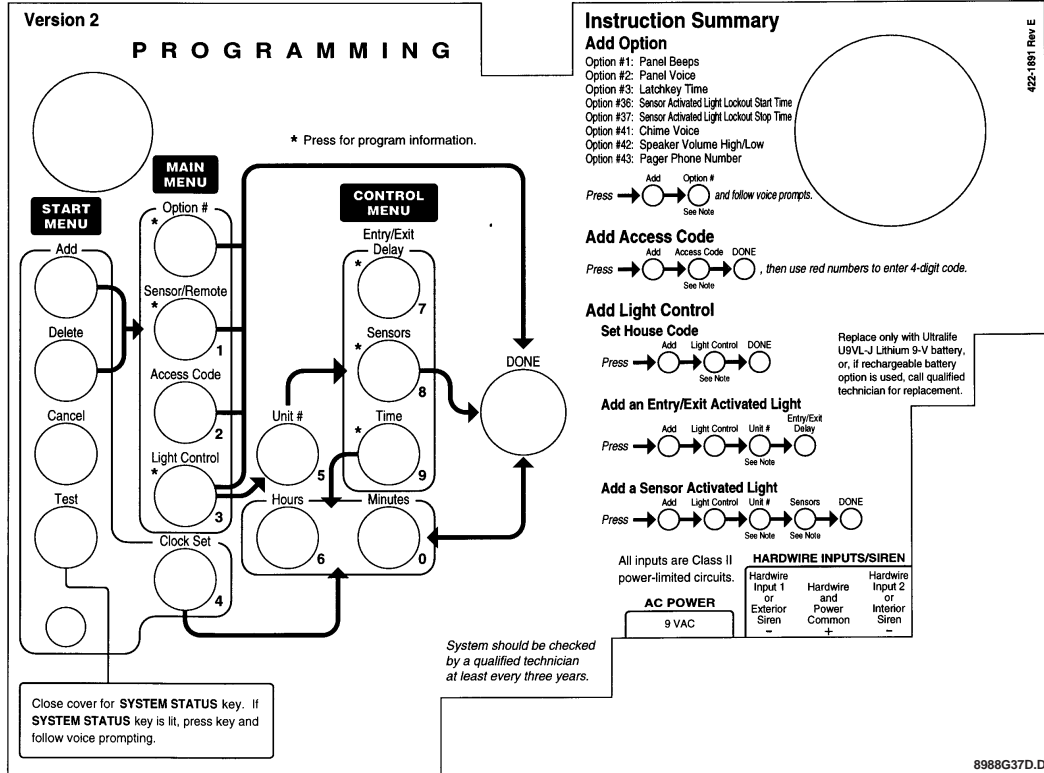 Version 2
PROGRAMMING
* Press for program information.
MAIN
MENU
START
MENU
CONTROL
MENU
Add
Delete
Cancel
Test
Option #
*
Sensor/Remote
*
1
Access Code
2
Light Control
*
3
Clock Set
4
Unit #
5
Entry/Exit
Delay
*
7
Sensors
*
8
Time
*
9
Hours
6
Minutes
0
DONE
Close cover for SYSTEM STATUS key. If
SYSTEM STATUS key is lit, press key and
follow voice prompting.
Instruction Summary
Add Option
Option #1: Panel Beeps
Option #2: Panel Voice
Option #3: Latchkey Time
Option #36: Sensor Activated Light Lockout Start Time
Option #37: Sensor Activated Light Lockout Stop Time
Option #41: Chime Voice
Option #42: Speaker Volume High/Low
Option #43: Pager Phone Number
Add Option #
Press and follow voice prompts.
See Note
Add Access Code
Add Access Code DONE
Press , then use red numbers to enter 4-digit code.
See Note
Add Light Control
Set House Code
Add Light Control DONE
Press
See Note
Add an Entry/Exit Activated Light
Add Light Control Unit # Entry/Exit
Delay
Press
See Note
Add a Sensor Activated Light
Add Light Control Unit # Sensors DONE
Press
See Note See Note
422-1891 Rev E
Replace only with Ultralife
U9VL-J Lithium 9-V battery,
or, if rechargeable battery
option is used, call qualified
technician for replacement.
All inputs are Class II
power-limited circuits.
AC POWER
9 VAC
HARDWIRE INPUTS/SIREN
Hardwire
Input 1
or
Exterior
Siren
–
Hardwire
and
Power
Common
+
Hardwire
Input 2
or
Interior
Siren
–
System should be checked
by a qualified technician
at least every three years.
8988G37D.D